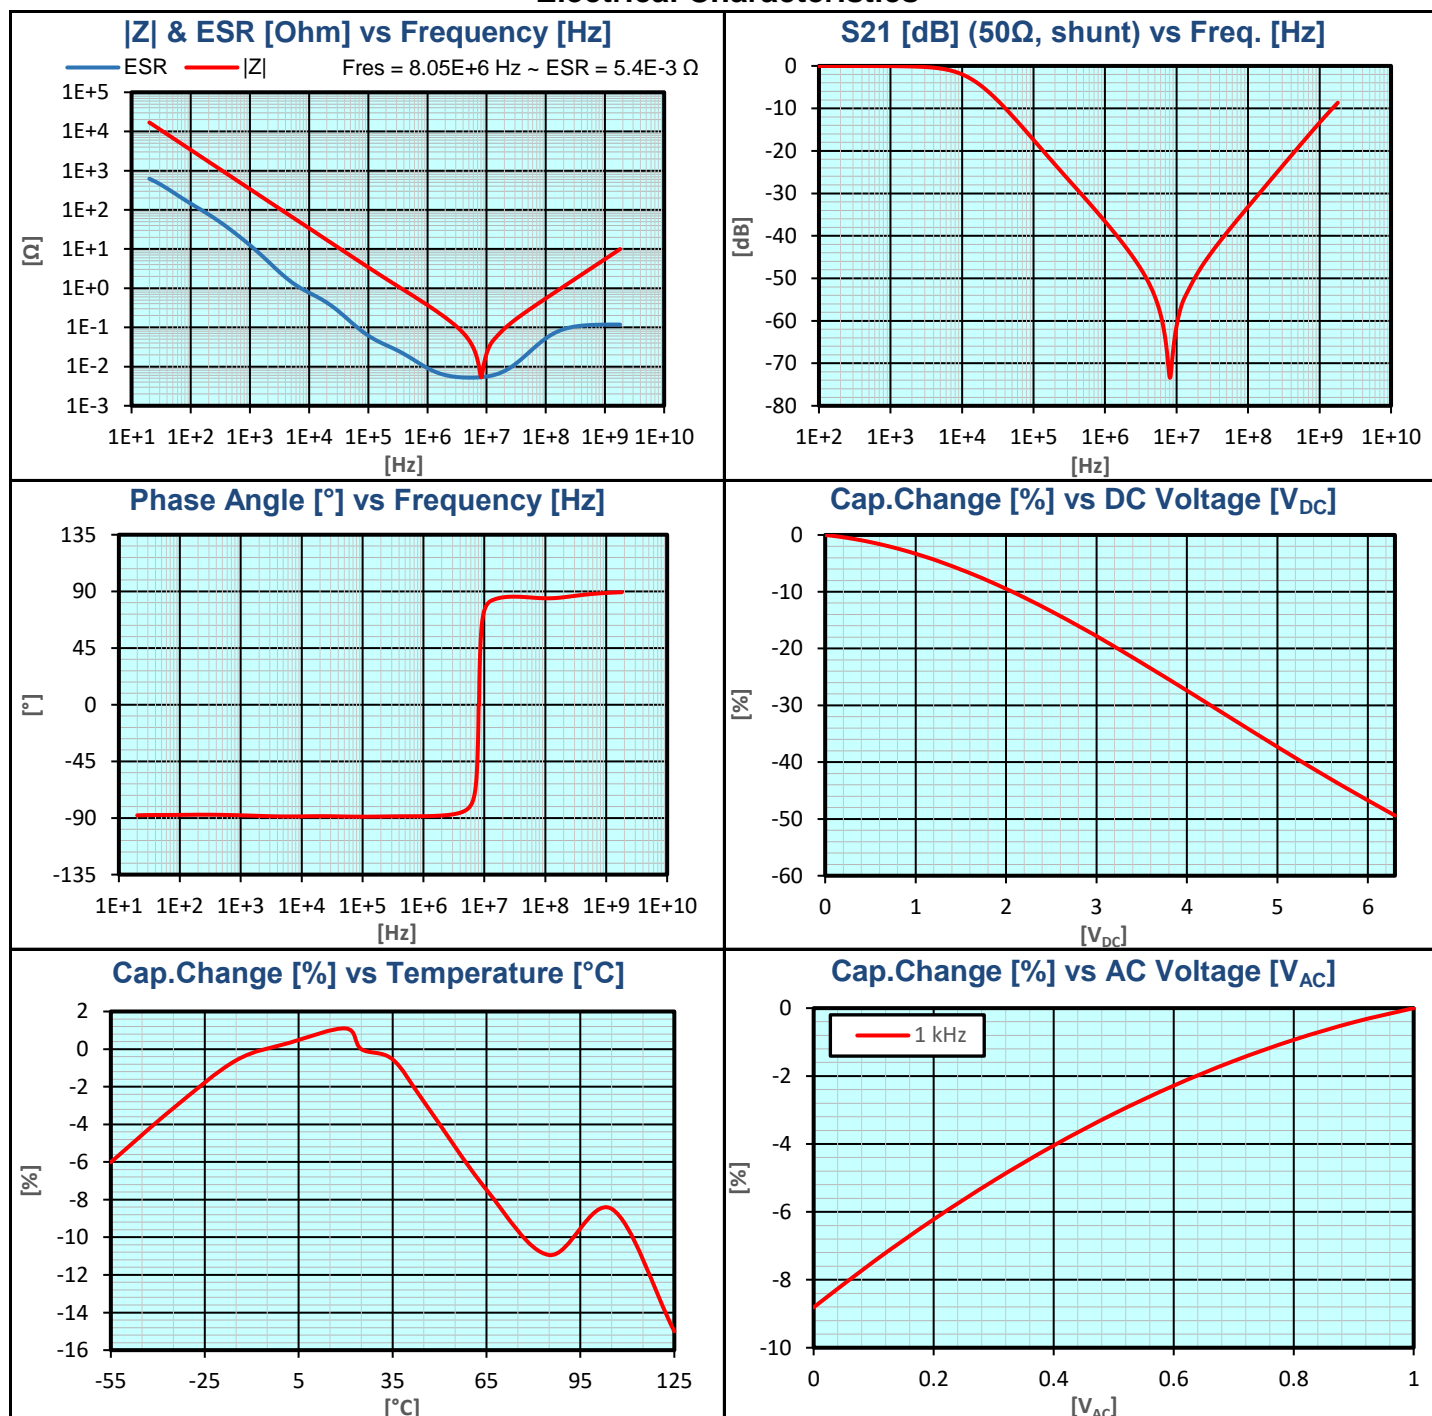 Electrical Characteristics
|Z| & ESR [Ohm] vs Frequency [Hz]
ESR |Z| Fres = 8.05E+6 Hz ~ ESR = 5.4E-3 Ω
1E+5
1E+4
1E+3
1E+2
1E+1
1E+0
1E-1
1E-2
1E-3
[Ω]
1E+1 1E+2 1E+3 1E+4 1E+5 1E+6 1E+7 1E+8 1E+9 1E+10
[Hz]
S21 [dB] (50Ω, shunt) vs Freq. [Hz]
0
-10
-20
-30
-40
-50
-60
-70
-80
[dB]
1E+2 1E+3 1E+4 1E+5 1E+6 1E+7 1E+8 1E+9 1E+10
[Hz]
Phase Angle [°] vs Frequency [Hz]
135
90
45
0
-45
-90
-135
[°]
1E+1 1E+2 1E+3 1E+4 1E+5 1E+6 1E+7 1E+8 1E+9 1E+10
[Hz]
Cap.Change [%] vs DC Voltage [VDC]
0
-10
-20
-30
-40
-50
-60
[%]
0 1 2 3 4 5 6
[VDC]
Cap.Change [%] vs Temperature [°C]
2
0
-2
-4
-6
-8
-10
-12
-14
-16
[%]
-55 -25 5 35 65 95 125
[°C]
Cap.Change [%] vs AC Voltage [VAC]
1 kHz
0
-2
-4
-6
-8
-10
[%]
0 0.2 0.4 0.6 0.8 1
[VAC]